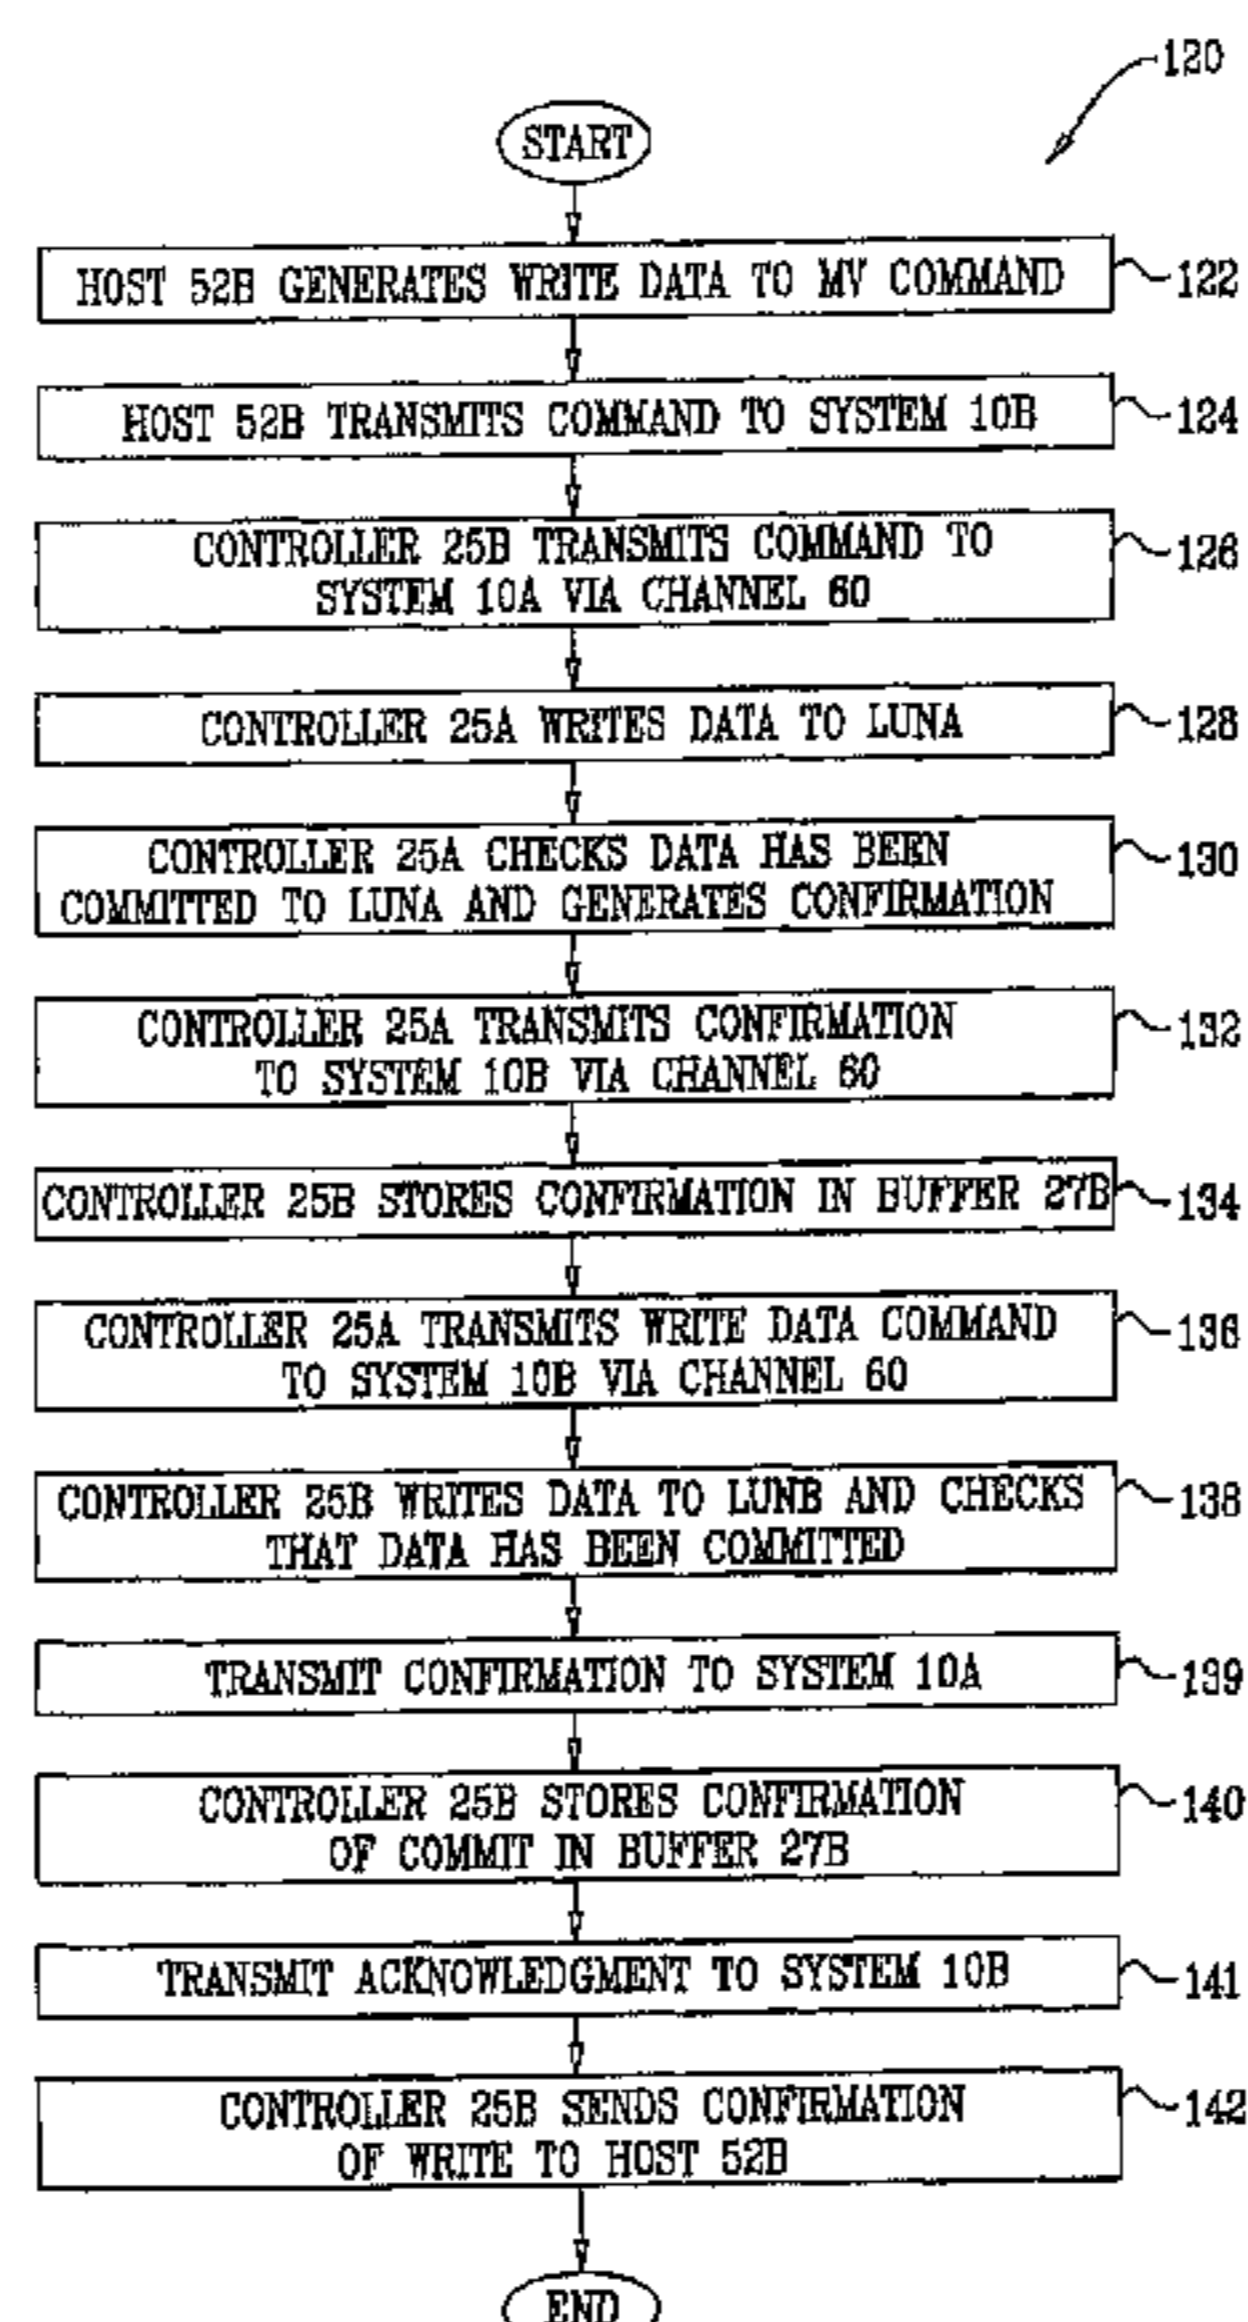 120
START
HOST 52B GENERATES WRITE DATA TO MV COMMAND
122
HOST 52B TRANSMITS COMMAND TO SYSTEM 10B
124
CONTROLLER 25B TRANSMITS COMMAND TO
SYSTEM 10A VIA CHANNEL 60
126
CONTROLLER 25A WRITES DATA TO LUNA
128
CONTROLLER 25A CHECKS DATA HAS BEEN
COMMITTED TO LUNA AND GENERATES CONFIRMATION
130
CONTROLLER 25A TRANSMITS CONFIRMATION
TO SYSTEM 10B VIA CHANNEL 60
132
CONTROLLER 25B STORES CONFIRMATION IN BUFFER 27B
134
CONTROLLER 25A TRANSMITS WRITE DATA COMMAND
TO SYSTEM 10B VIA CHANNEL 60
136
CONTROLLER 25B WRITES DATA TO LUNB AND CHECKS
THAT DATA HAS BEEN COMMITTED
138
TRANSMIT CONFIRMATION TO SYSTEM 10A
139
CONTROLLER 25B STORES CONFIRMATION
OF COMMIT IN BUFFER 27B
140
TRANSMIT ACKNOWLEDGMENT TO SYSTEM 10B
141
CONTROLLER 25B SENDS CONFIRMATION
OF WRITE TO HOST 52B
142
END